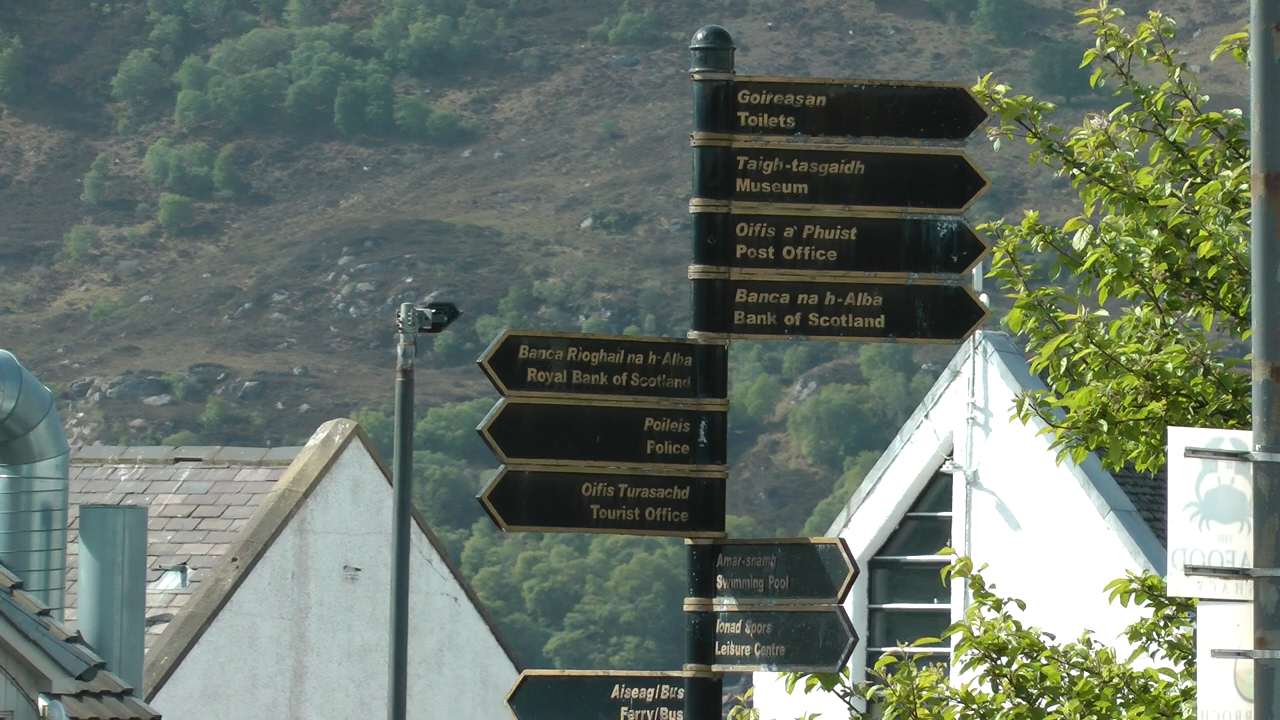 Goireasan
Toilets
Taigh-tasgaidh
Museum
Oifis a' Phuist
Post Office
Banca na h-Alba
Bank of Scotland
Banca Rìoghail na h-Alba
Royal Bank of Scotland
Poileis
Police
Oifis Turasachd
Tourist Office
Amar-snàmh
Swimming Pool
Ionad Spors
Leisure Centre
Aiseag/Bus
Ferry/Bus
THE